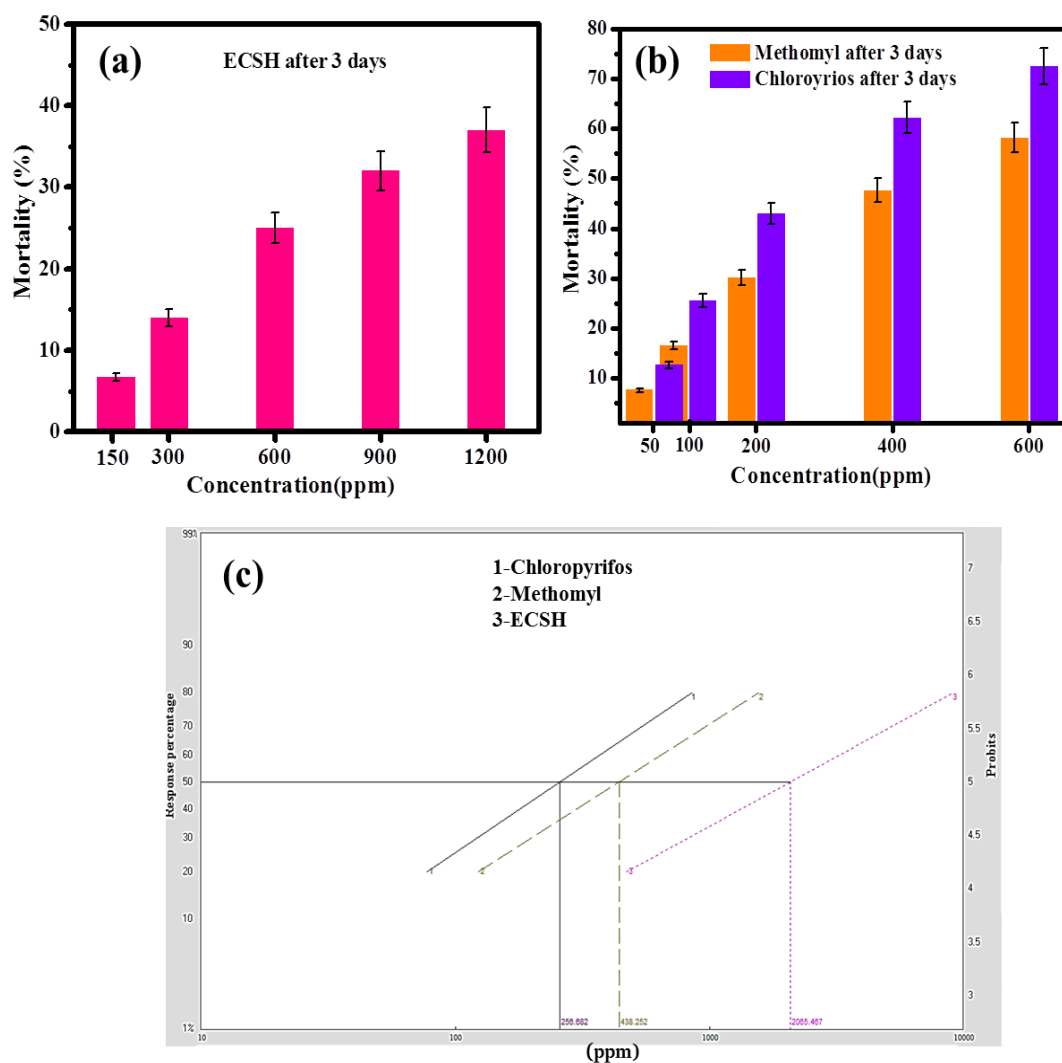 (a)
ECSH after 3 days
Mortality (%)
50
40
30
20
10
0
150 300 600 900 1200
Concentration(ppm)
(b)
Methomyl after 3 days
Chloroyrios after 3 days
Mortality (%)
80
70
60
50
40
30
20
10
50 100 200 400 600
Concentration(ppm)
(c)
1-Chloropyrifos
2-Methomyl
3-ECSH
Response percentage
99%
90
80
70
60
50
40
30
20
10
1%
Probits
7
6.5
6
5.5
5
4.5
4
3.5
3
1 2 3
1 2 3
256.682 438.252 2065.467
10 100 1000 10000
(ppm)